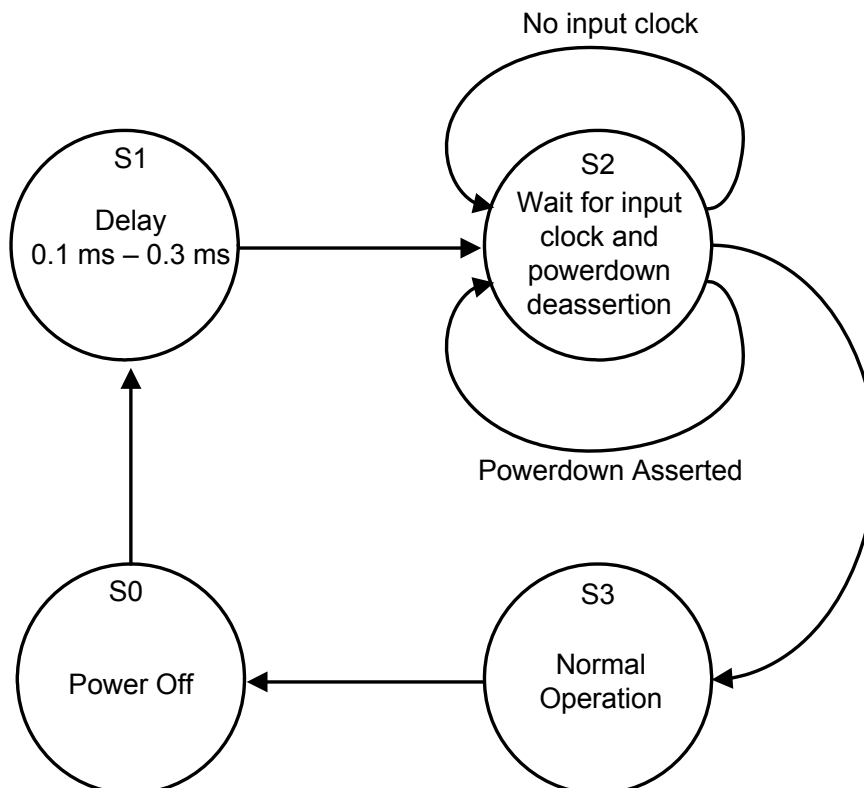 No input clock
S1
Delay
0.1 ms – 0.3 ms
S2
Wait for input
clock and
powerdown
deassertion
Powerdown Asserted
S0
Power Off
S3
Normal
Operation